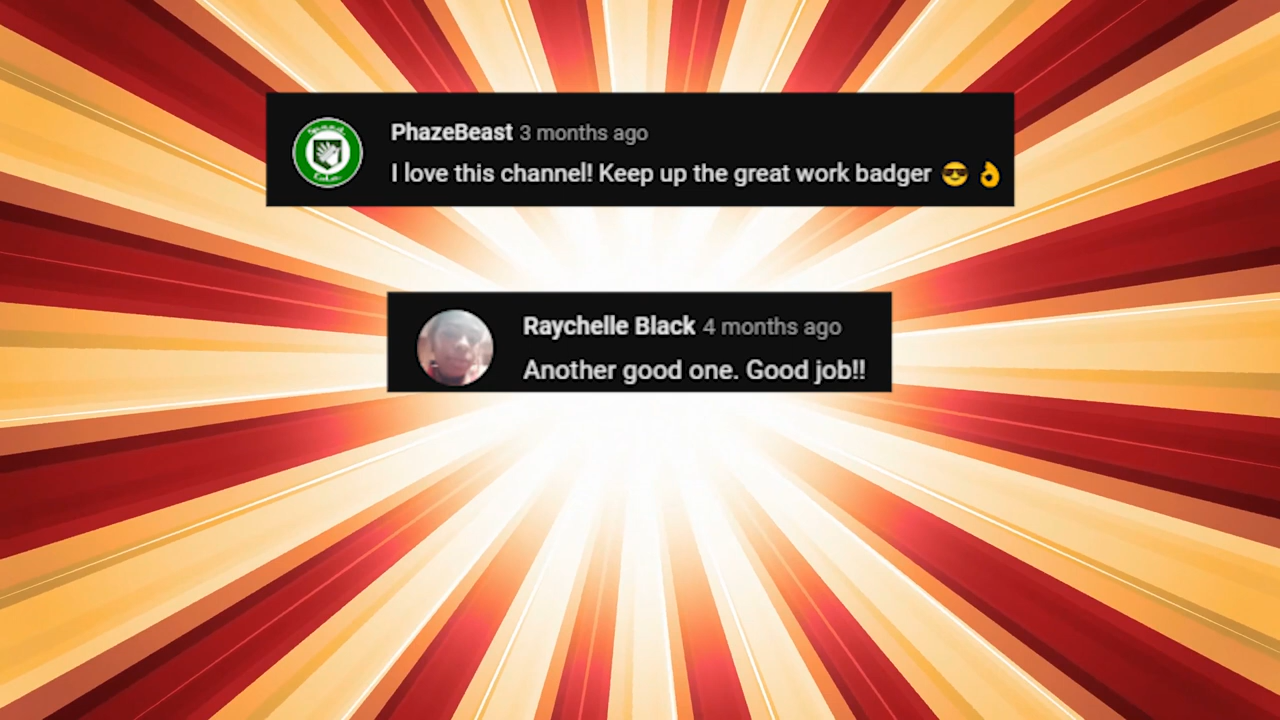 PhazeBeast 3 months ago
I love this channel! Keep up the great work badger 😎 👌
Raychelle Black 4 months ago
Another good one. Good job!!